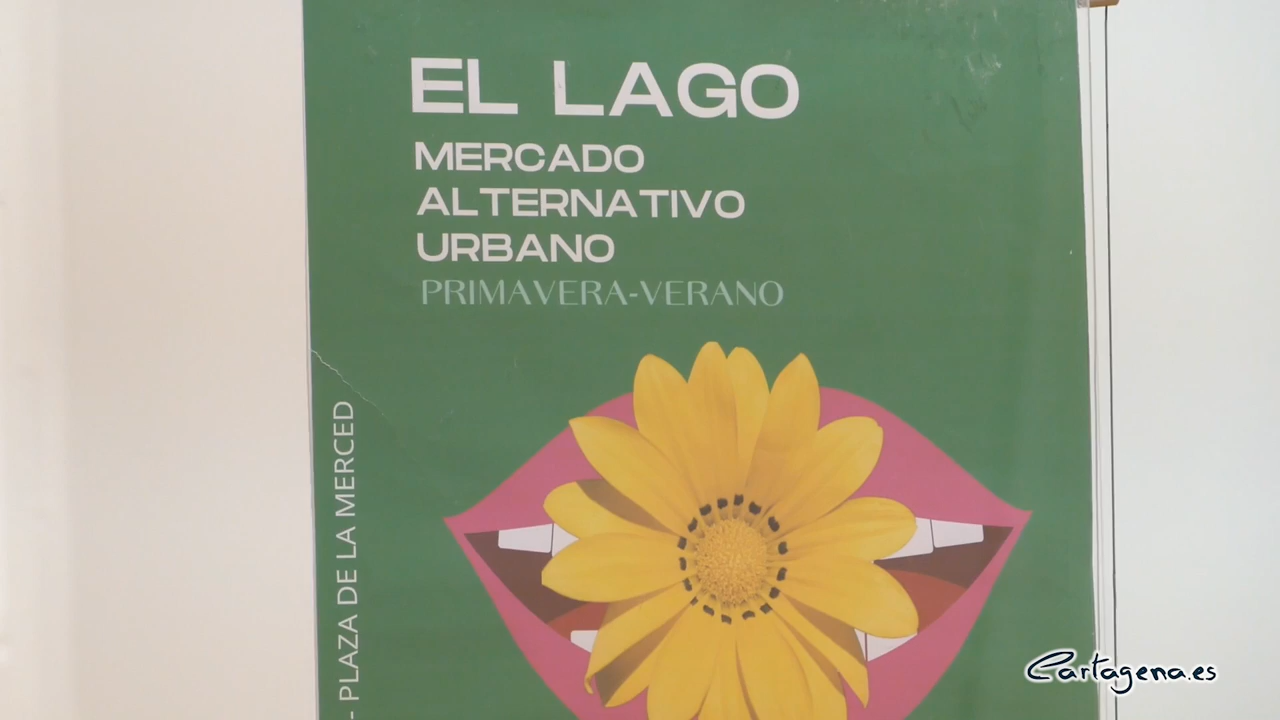 EL LAGO
MERCADO
ALTERNATIVO
URBANO
PRIMAVERA-VERANO
- PLAZA DE LA MERCED
Cartagena.es